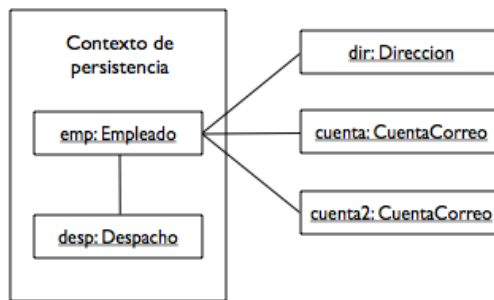 Contexto de
persistencia
dir: Direccion
emp: Empleado
cuenta: CuentaCorreo
cuenta2: CuentaCorreo
desp: Despacho